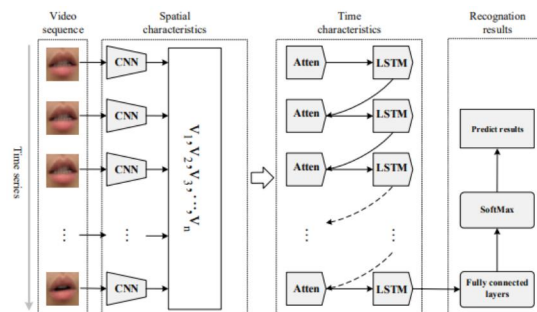 Video
sequence
Spatial
characteristics
Time
characteristics
Recognation
results
Time series
CNN
CNN
CNN
CNN
V1,V2,V3,···,Vn
Atten
LSTM
Atten
LSTM
Atten
LSTM
Atten
LSTM
Predict results
SoftMax
Fully connected
layers